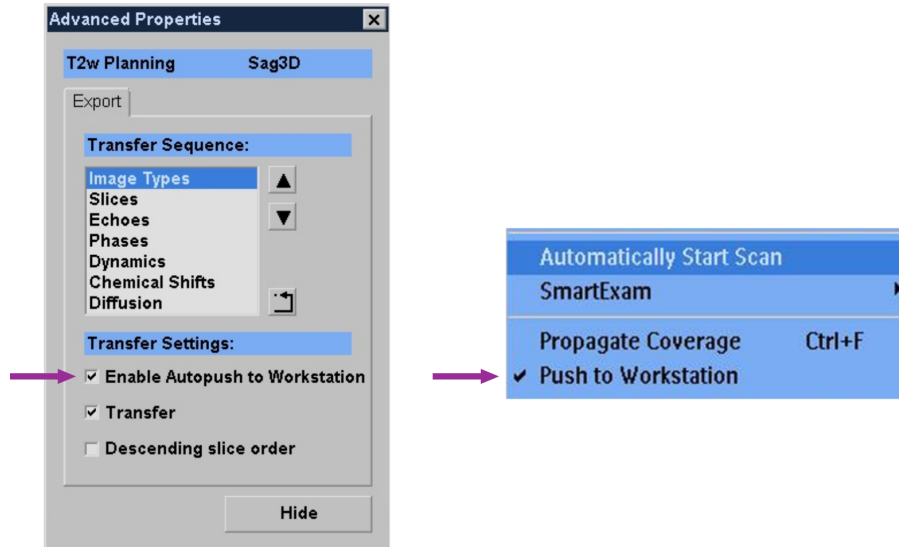 Advanced Properties
T2w Planning Sag3D
Export
Transfer Sequence:
Image Types
Slices
Echoes
Phases
Dynamics
Chemical Shifts
Diffusion
Transfer Settings:
Enable Autopush to Workstation
Transfer
Descending slice order
Hide
Automatically Start Scan
SmartExam
Propagate Coverage Ctrl+F
Push to Workstation